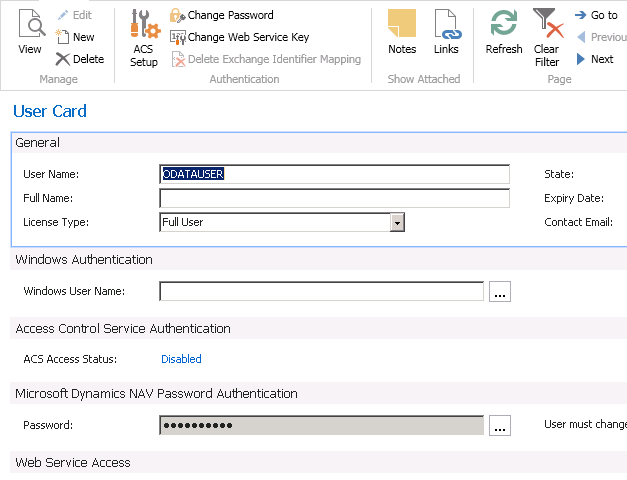 View
Edit
New
Delete
Manage
ACS
Setup
Change Password
Change Web Service Key
Delete Exchange Identifier Mapping
Authentication
Notes
Links
Show Attached
Refresh
Clear
Filter
Go to
Previou
Next
Page
User Card
General
User Name: ODATAUSER State:
Full Name: Expiry Date:
License Type: Full User Contact Email:
Windows Authentication
Windows User Name: ...
Access Control Service Authentication
ACS Access Status: Disabled
Microsoft Dynamics NAV Password Authentication
Password: ●●●●●●●●●● ... User must change
Web Service Access